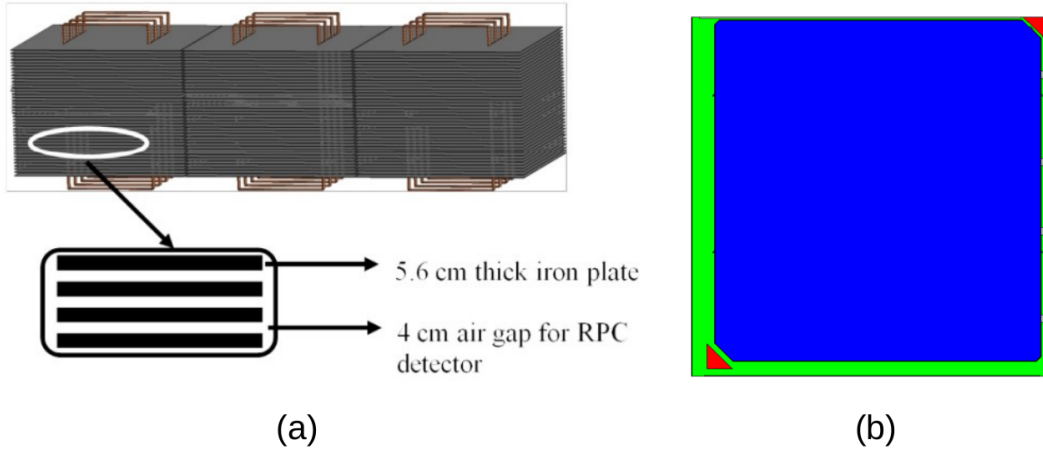 5.6 cm thick iron plate
4 cm air gap for RPC
detector
(a)
(b)